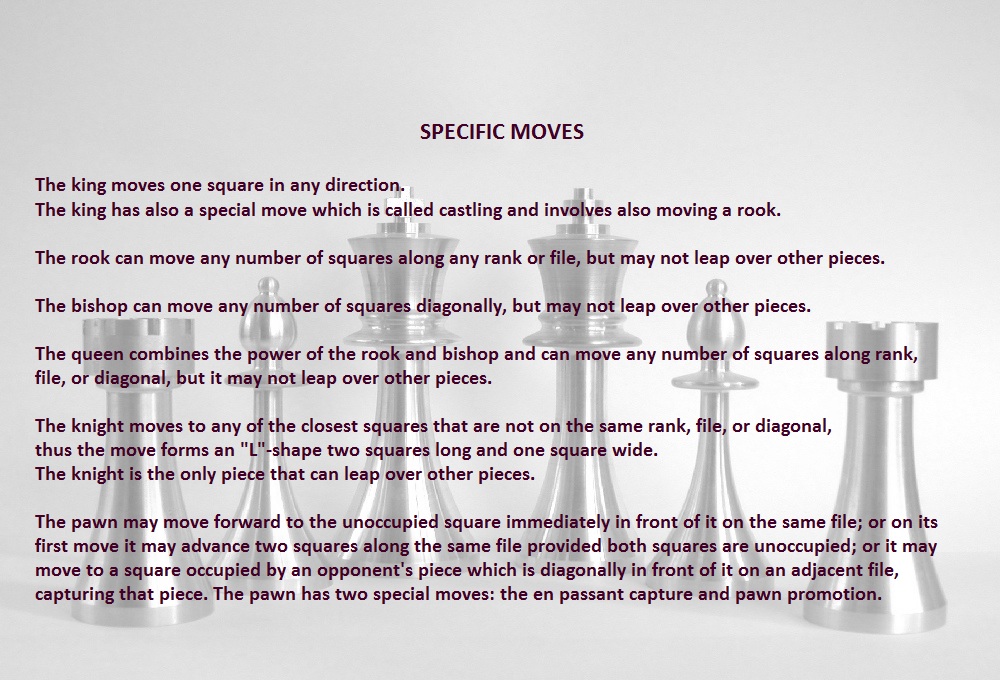 SPECIFIC MOVES
The king moves one square in any direction.
The king has also a special move which is called castling and involves also moving a rook.
The rook can move any number of squares along any rank or file, but may not leap over other pieces.
The bishop can move any number of squares diagonally, but may not leap over other pieces.
The queen combines the power of the rook and bishop and can move any number of squares along rank,
file, or diagonal, but it may not leap over other pieces.
The knight moves to any of the closest squares that are not on the same rank, file, or diagonal,
thus the move forms an "L"-shape two squares long and one square wide.
The knight is the only piece that can leap over other pieces.
The pawn may move forward to the unoccupied square immediately in front of it on the same file; or on its
first move it may advance two squares along the same file provided both squares are unoccupied; or it may
move to a square occupied by an opponent's piece which is diagonally in front of it on an adjacent file,
capturing that piece. The pawn has two special moves: the en passant capture and pawn promotion.